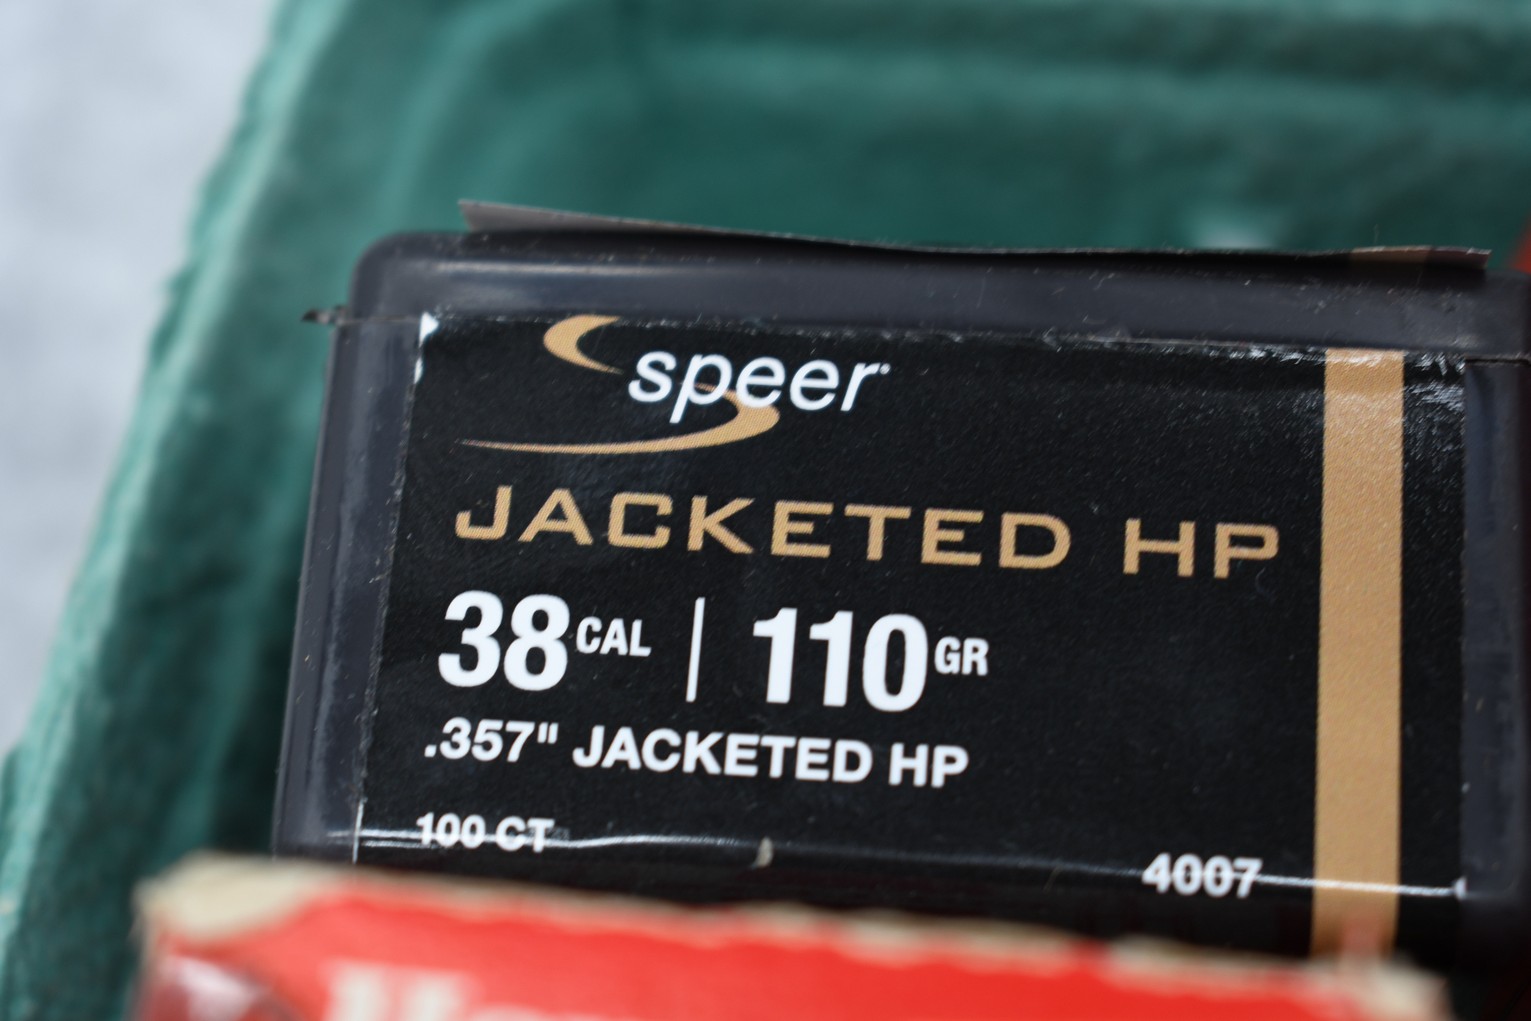 speer
JACKETED HP
38 CAL | 110 GR
.357" JACKETED HP
100 CT
4007